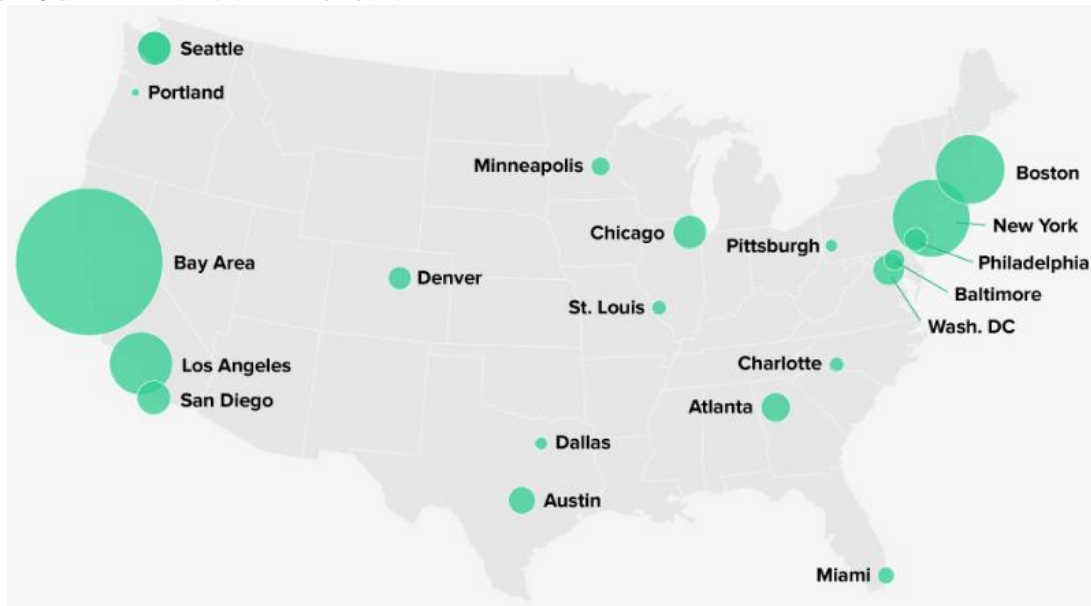 Seattle
Portland
Minneapolis
Boston
Chicago
New York
Pittsburgh
Bay Area
Philadelphia
Denver
Baltimore
St. Louis
Wash. DC
Los Angeles
Charlotte
San Diego
Atlanta
Dallas
Austin
Miami